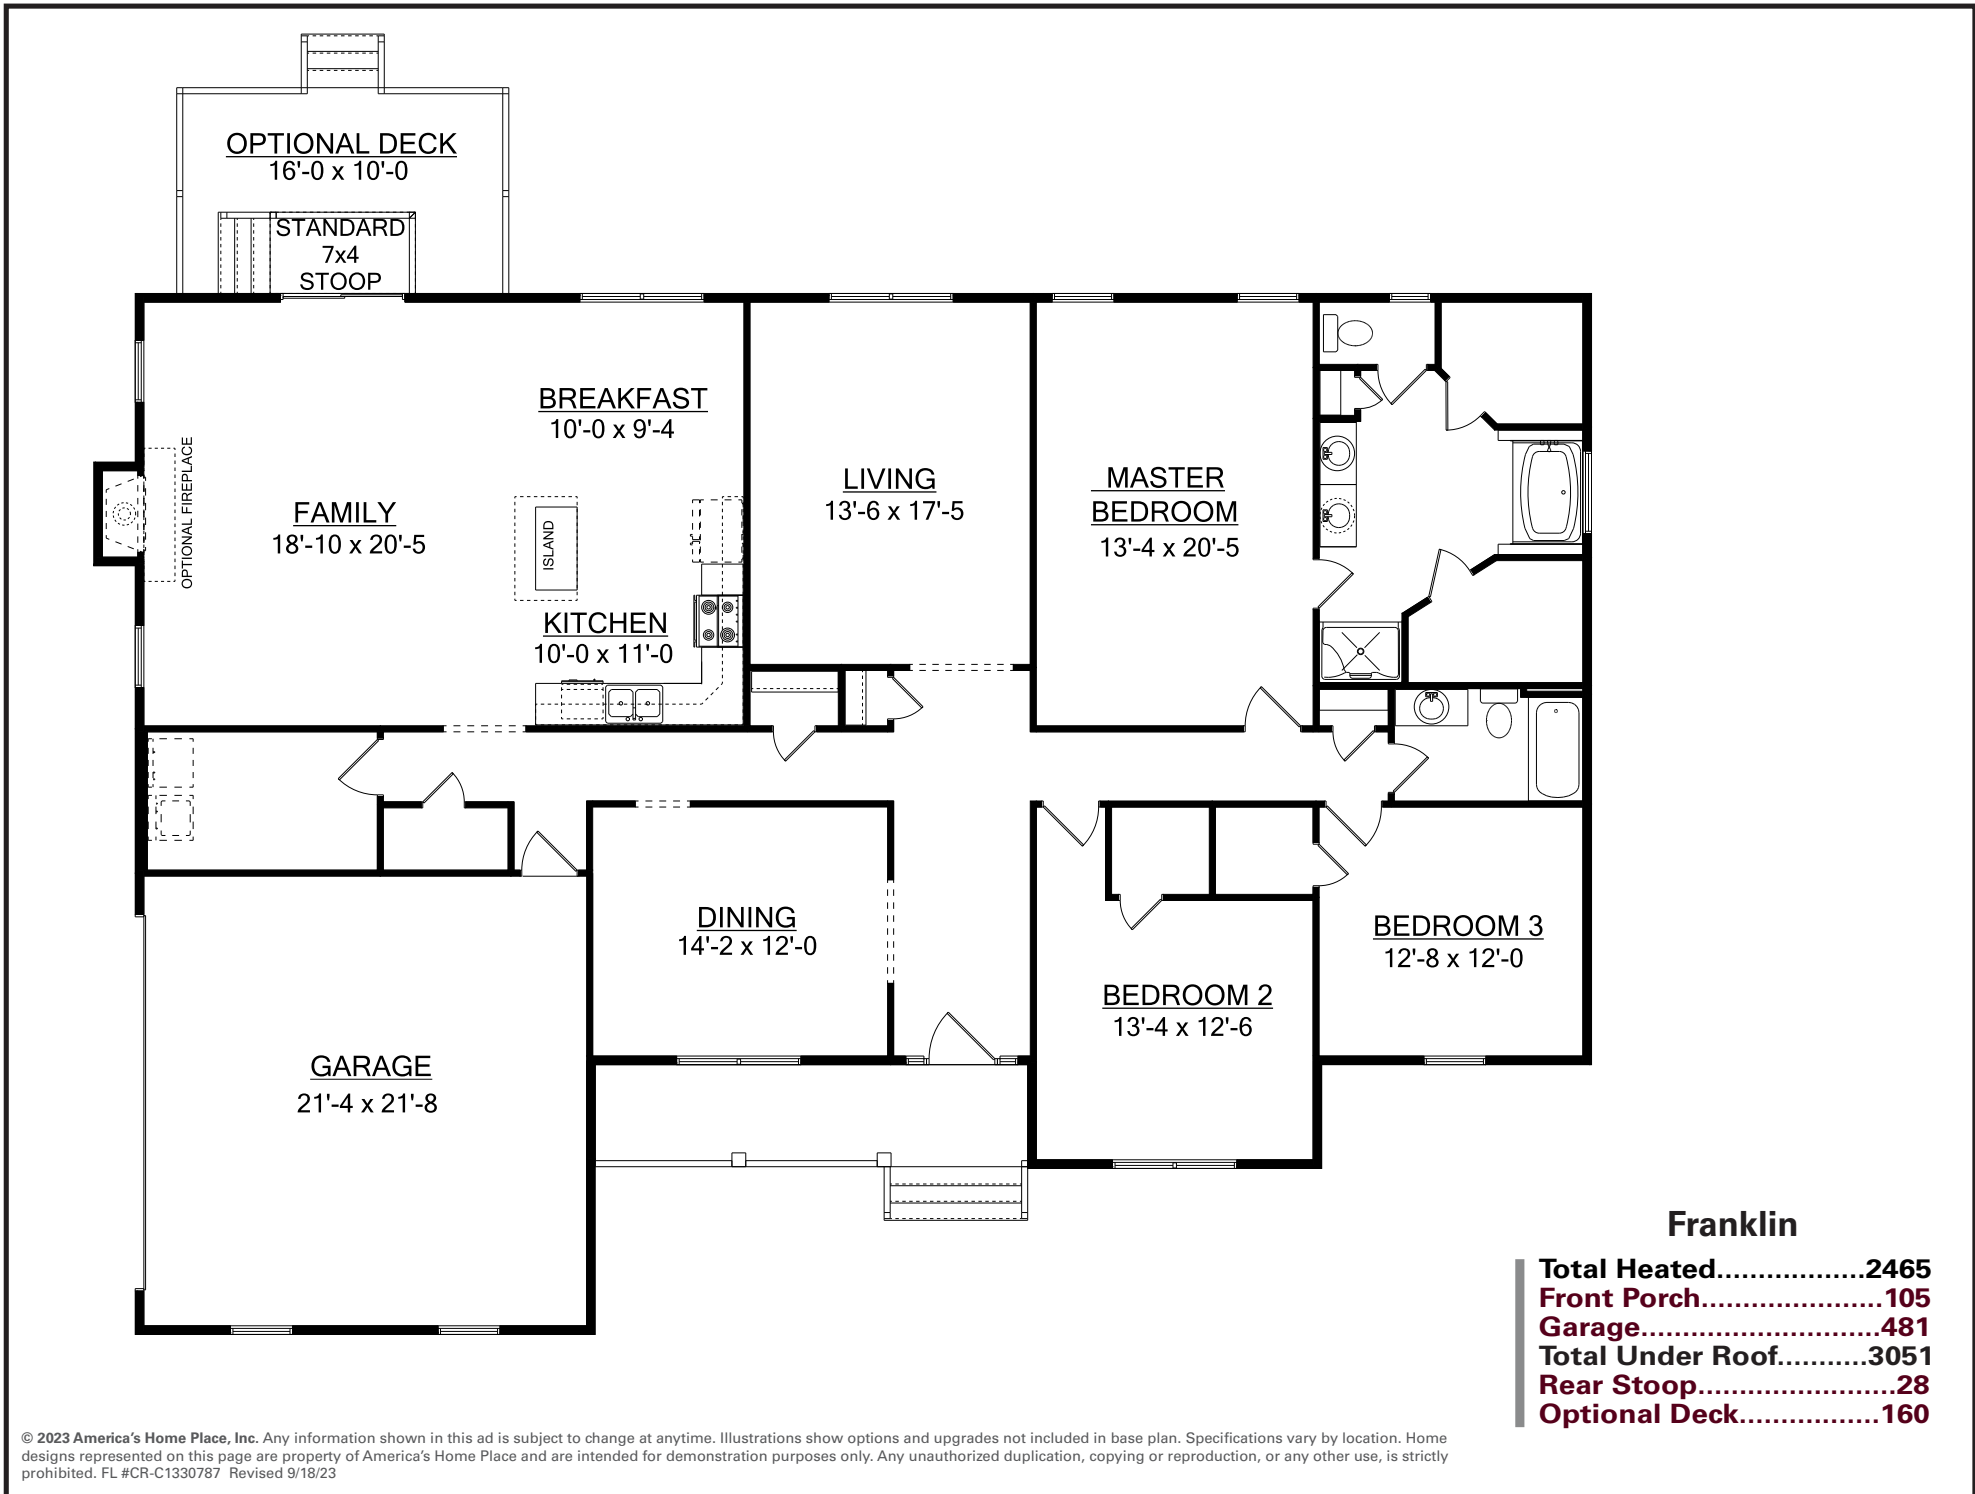 OPTIONAL DECK
16'-0 x 10'-0
STANDARD
7x4
STOOP
BREAKFAST
10'-0 x 9'-4
OPTIONAL FIREPLACE
FAMILY
18'-10 x 20'-5
ISLAND
KITCHEN
10'-0 x 11'-0
LIVING
13'-6 x 17'-5
MASTER
BEDROOM
13'-4 x 20'-5
DINING
14'-2 x 12'-0
BEDROOM 3
12'-8 x 12'-0
BEDROOM 2
13'-4 x 12'-6
GARAGE
21'-4 x 21'-8
Franklin
Total Heated..................2465
Front Porch......................105
Garage.............................481
Total Under Roof...........3051
Rear Stoop........................28
Optional Deck.................160
© 2023 America's Home Place, Inc. Any information shown in this ad is subject to change at anytime. Illustrations show options and upgrades not included in base plan. Specifications vary by location. Home
designs represented on this page are property of America's Home Place and are intended for demonstration purposes only. Any unauthorized duplication, copying or reproduction, or any other use, is strictly
prohibited. FL #CR-C1330787 Revised 9/18/23